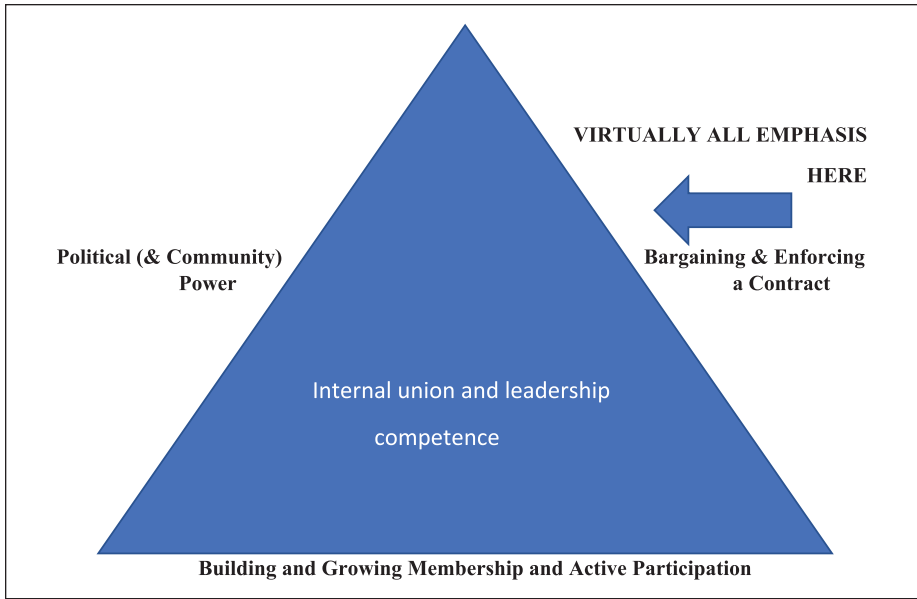 VIRTUALLY ALL EMPHASIS
HERE
Political (& Community)
Power
Bargaining & Enforcing
a Contract
Internal union and leadership
competence
Building and Growing Membership and Active Participation